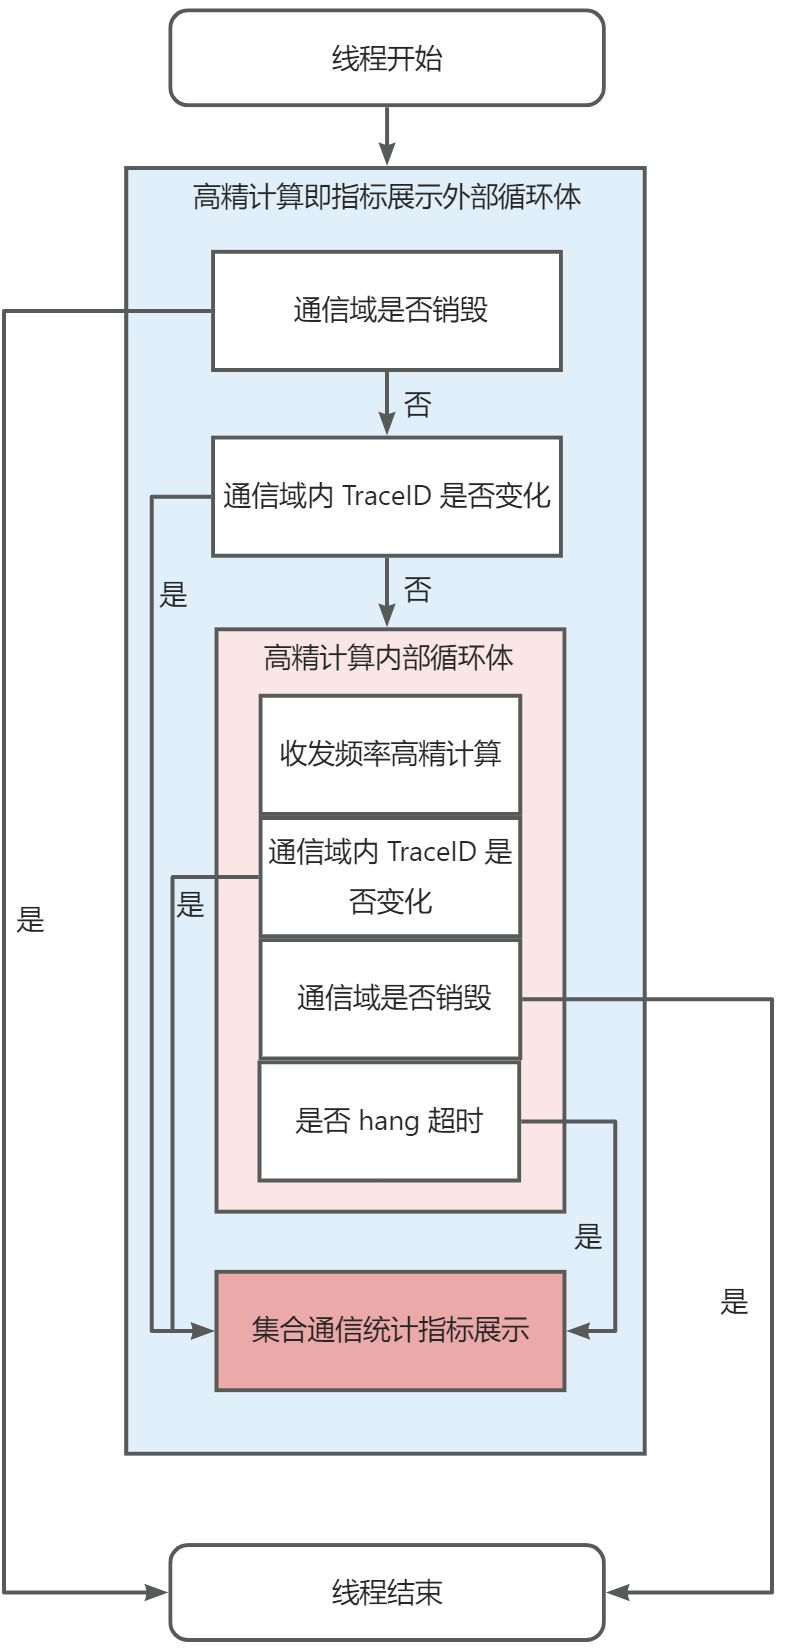 线程开始
高精计算即指标展示外部循环体
通信域是否销毁
否
通信域内 TraceID 是否变化
是
否
高精计算内部循环体
收发频率高精计算
通信域内 TraceID 是
否变化
是
是
通信域是否销毁
是否 hang 超时
是
是
集合通信统计指标展示
线程结束